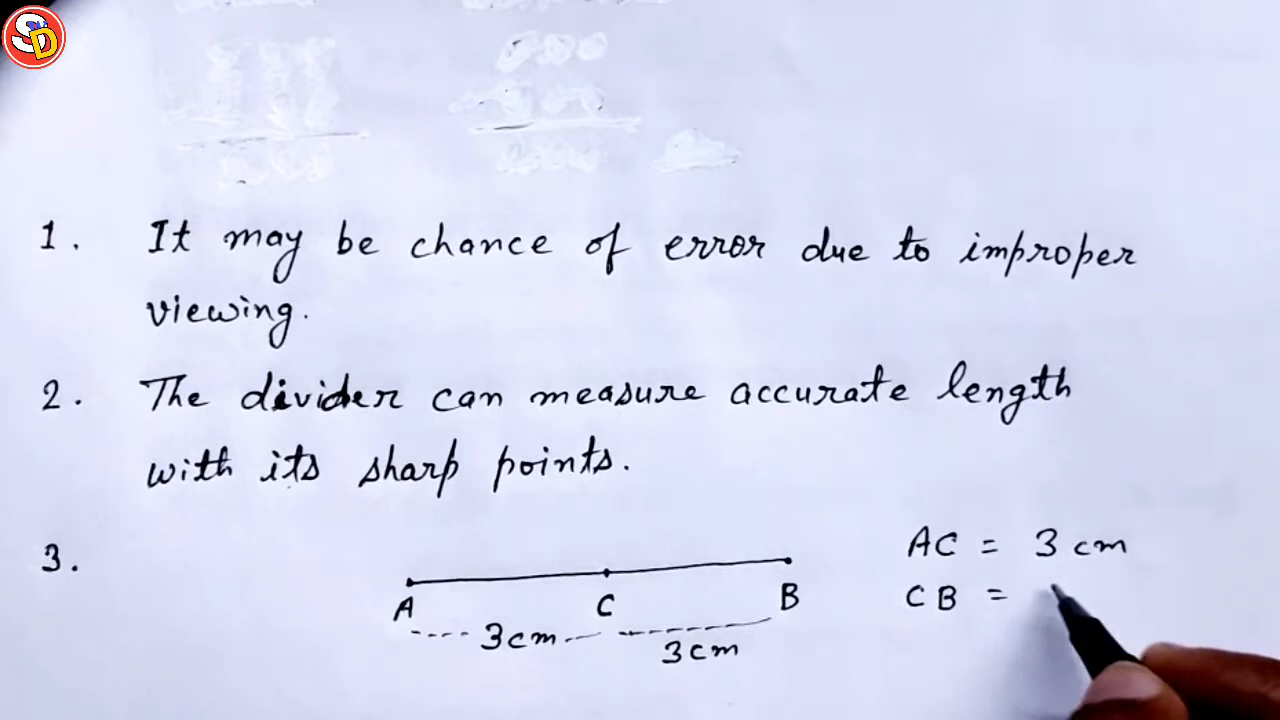 SD
1. It may be chance of error due to improper
viewing.
2. The divider can measure accurate length
with its sharp points.
3.
A C B
3cm 3cm
AC = 3 cm
CB =